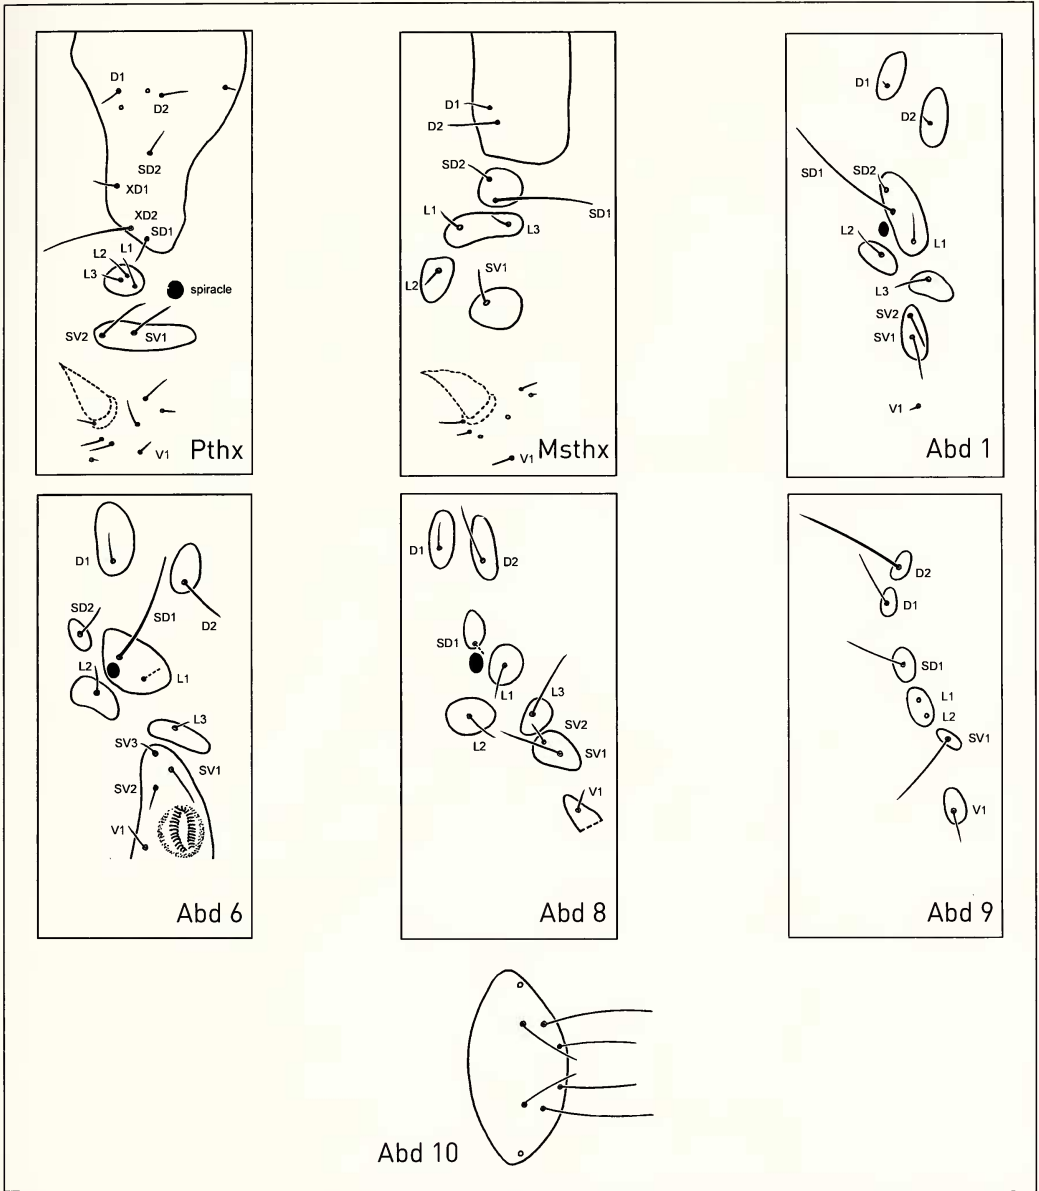 D1
D2
SD2
XD1
XD2
SD1
L2
L1
L3
spiracle
SV2
SV1
V1
Pthx
D1
D2
SD2
SD1
L1
L3
L2
SV1
V1
Msthx
D1
D2
SD1
SD2
L2
L1
L3
SV2
SV1
V1
Abd 1
D1
SD2
SD1
D2
L2
L1
L3
SV3
SV1
SV2
V1
Abd 6
D1
D2
SD1
L1
L3
L2
SV2
SV1
V1
Abd 8
D2
D1
SD1
L1
L2
SV1
V1
Abd 9
Abd 10